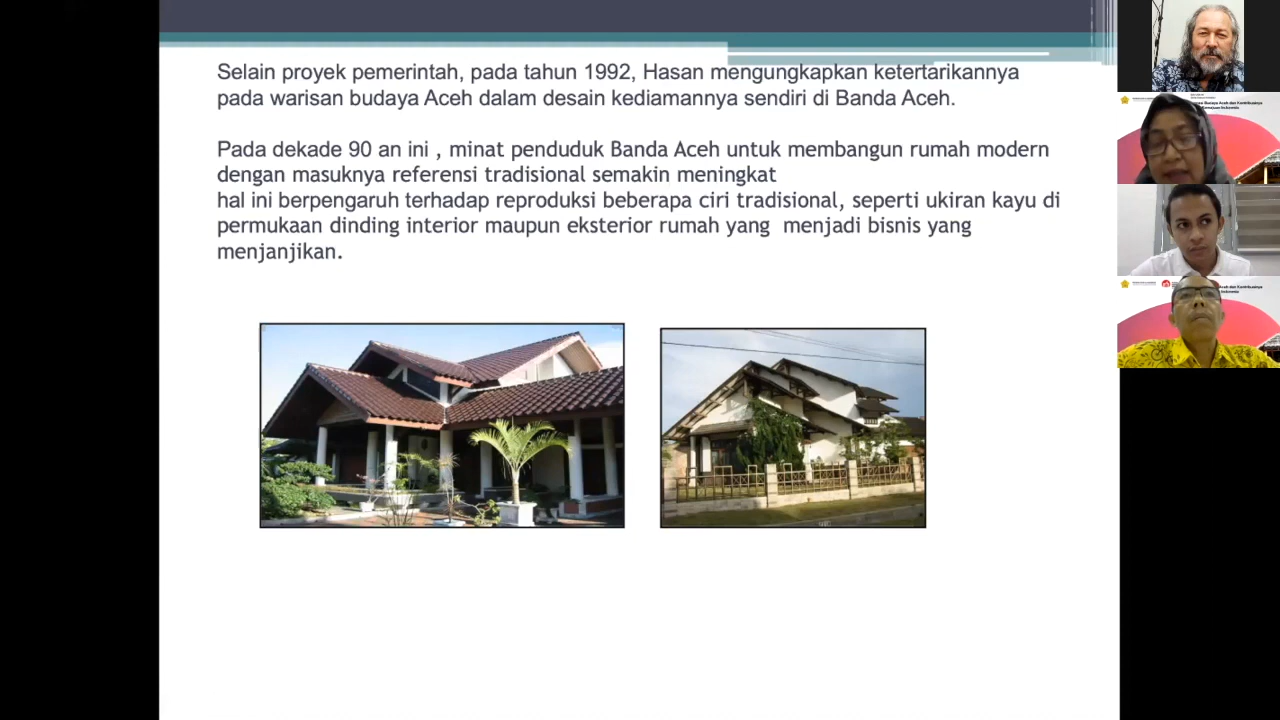 Selain proyek pemerintah, pada tahun 1992, Hasan mengungkapkan ketertarikannya
pada warisan budaya Aceh dalam desain kediamannya sendiri di Banda Aceh.
Pada dekade 90 an ini , minat penduduk Banda Aceh untuk membangun rumah modern
dengan masuknya referensi tradisional semakin meningkat
hal ini berpengaruh terhadap reproduksi beberapa ciri tradisional, seperti ukiran kayu di
permukaan dinding interior maupun eksterior rumah yang menjadi bisnis yang
menjanjikan.